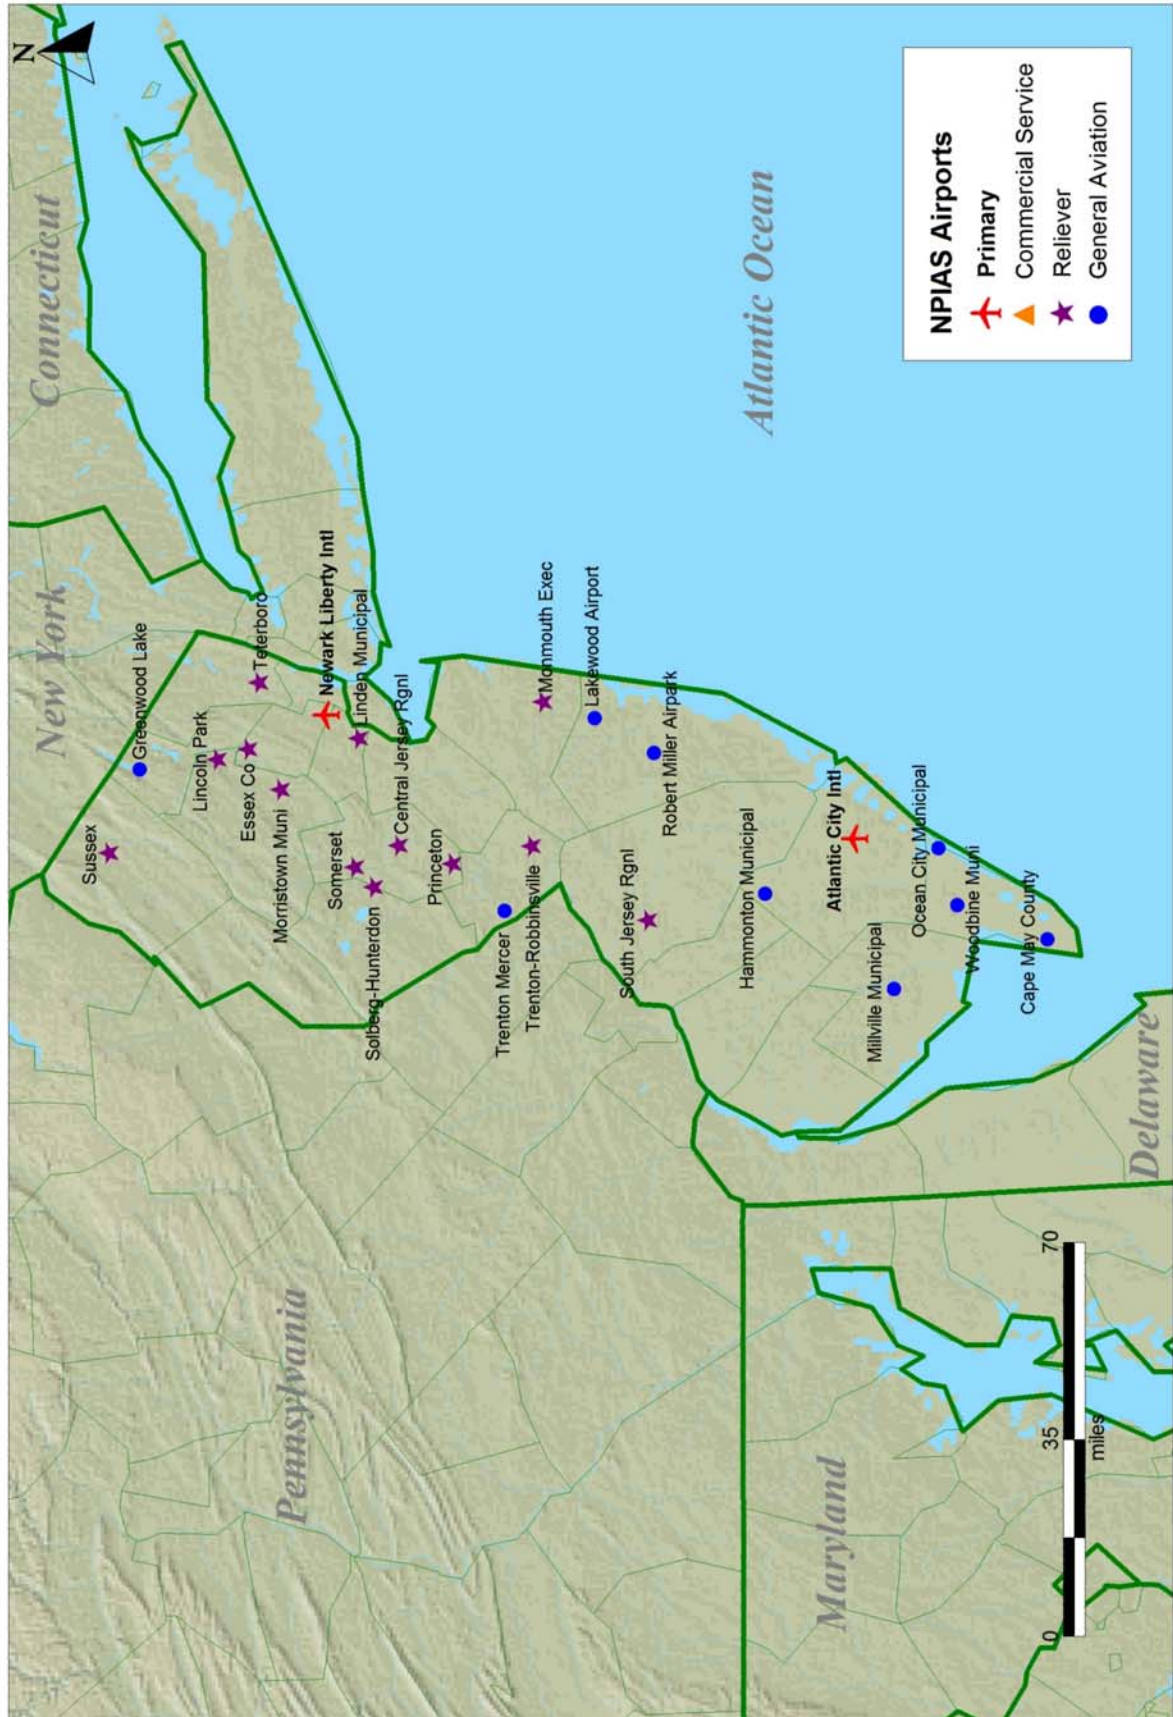 N
Connecticut
New York
Greenwood Lake
Sussex
Lincoln Park
Teterboro
Essex Co
Morristown Muni
Newark Liberty Intl
Linden Municipal
Somerset
Central Jersey Rgnl
Solberg-Hunterdon
Princeton
Trenton Mercer
Trenton-Robbinsville
Monmouth Exec
Lakewood Airport
Robert Miller Airpark
South Jersey Rgnl
Hammonton Municipal
Atlantic City Intl
Millville Municipal
Ocean City Municipal
Woodbine Muni
Cape May County
Pennsylvania
Maryland
Delaware
Atlantic Ocean
0
35
70
miles
NPIAS Airports
Primary
Commercial Service
Reliever
General Aviation